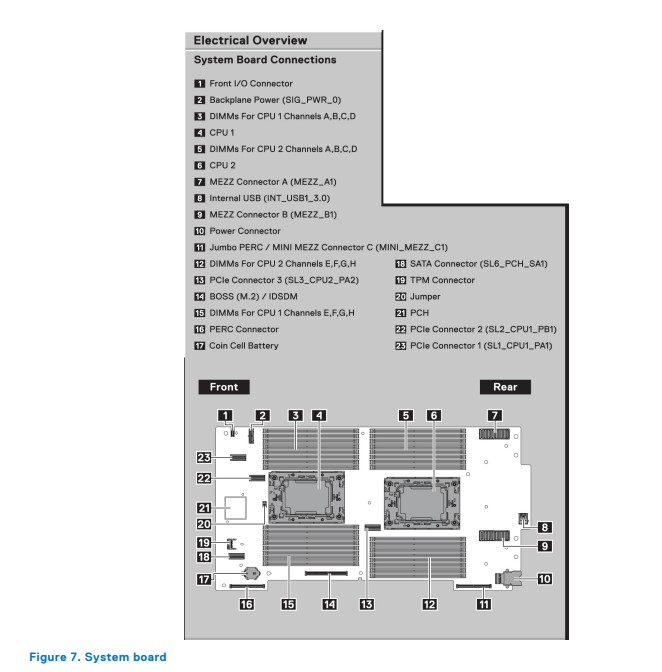 Electrical Overview
System Board Connections
1 Front I/O Connector
2 Backplane Power (SIG_PWR_0)
3 DIMMs For CPU 1 Channels A,B,C,D
4 CPU 1
5 DIMMs For CPU 2 Channels A,B,C,D
6 CPU 2
7 MEZZ Connector A (MEZZ_A1)
8 Internal USB (INT_USB1_3.0)
9 MEZZ Connector B (MEZZ_B1)
10 Power Connector
11 Jumbo PERC / MINI MEZZ Connector C (MINI_MEZZ_C1)
12 DIMMs For CPU 2 Channels E,F,G,H
13 PCIe Connector 3 (SL3_CPU2_PA2)
14 BOSS (M.2) / IDSDM
15 DIMMs For CPU 1 Channels E,F,G,H
16 PERC Connector
17 Coin Cell Battery
18 SATA Connector (SL6_PCH_SA1)
19 TPM Connector
20 Jumper
21 PCH
22 PCIe Connector 2 (SL2_CPU1_PB1)
23 PCIe Connector 1 (SL1_CPU1_PA1)
Front Rear
1 2 3 4 5 6 7
23
22
21
20
8
19
9
18
17
10
16 15 14 13 12 11
Figure 7. System board